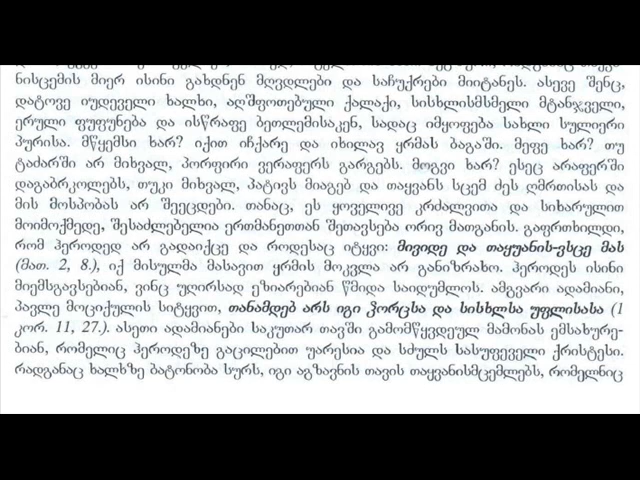 ნისცემის მიერ ისინი გახდნენ მღვდლები და საჩუქრები მიიტანეს. ასევე შენც,
დატოვე იუდეველი ხალხი, აღშფოთებული ქალაქი, სისხლისმსმელი მტანჯველი,
ერული ფუფუნება და ისწრაფე ბეთლემისაკენ, სადაც იმყოფება სახლი სულიერი
პურისა. მწყემსი ხარ? იქით იჩქარე და იხილავ ყრმას ბაგაში. მეფე ხარ? თუ
ტაძარში არ მიხვალ, პორფირი ვერაფერს გარგებს. მოგვი ხარ? ესეც არაფერში
დაგაბრკოლებს, თუკი მიხვალ, პატივს მიაგებ და თაყვანს სცემ ძეს ღმრთისას და
მის მოსპობას არ შეეცდები. თანაც, ეს ყოველივე კრძალვითა და სიხარულით
მოიმოქმედე, შესაძლებელია ერთმანეთთან შეთავსება ორივ მათგანის. გაფრთხილდი,
რომ ჰეროდედ არ გადაიქცე და როდესაც იტყვი: მივიდე და თაყუანის-ვსცე მას
(მათ. 2, 8.), იქ მისულმა მასავით ყრმის მოკვლა არ განიზრახო. ჰეროდეს ისინი
მიემსგავსებიან, ვინც უღირსად ეზიარებიან წმიდა საიდუმლოს. ამგვარი ადამიანი,
პავლე მოციქულის სიტყვით, თანამდებ არს იგი ჴორცსა და სისხლსა უფლისასა (1
კორ. 11, 27.). ასეთი ადამიანები საკუთარ თავში გამომწყვდეულ მამონას ემსახურე-
ბიან, რომელიც ჰეროდეზე გაცილებით უარესია და სძულს სასუფეველი ქრისტესი.
რადგანაც ხალხზე ბატონობა სურს, იგი აგზავნის თავის თაყვანისმცემლებს, რომელნიც